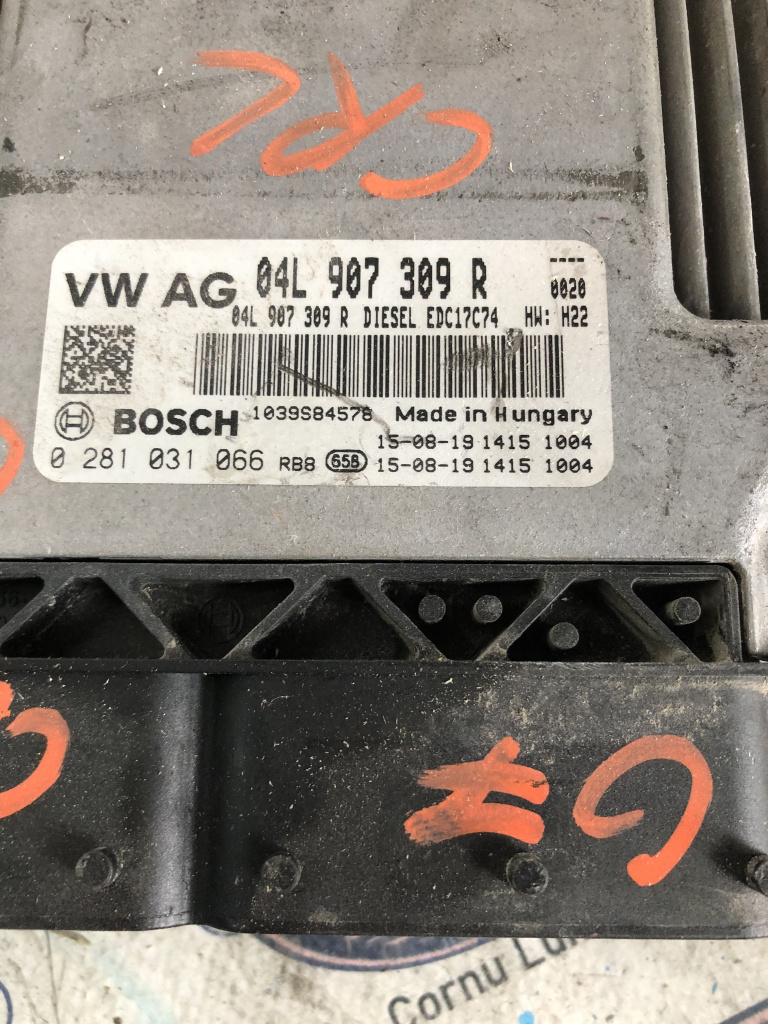 CRL
VW AG 04L 907 309 R ----
0020
04L 907 309 R DIESEL EDC17C74 HW: H22
BOSCH 1039S84578 Made in Hungary
15-08-19 1415 1004
0 281 031 066 RB8 658 15-08-19 1415 1004
Cornu